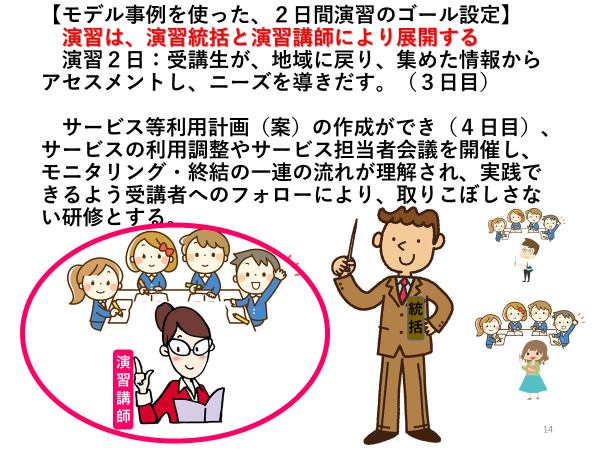 【モデル事例を使った、２日間演習のゴール設定】
演習は、演習統括と演習講師により展開する
演習２日：受講生が、地域に戻り、集めた情報から
アセスメントし、ニーズを導きだす。（３日目）
サービス等利用計画（案）の作成ができ（４日目）、
サービスの利用調整やサービス担当者会議を開催し、
モニタリング・終結の一連の流れが理解され、実践で
きるよう受講者へのフォローにより、取りこぼしさな
い研修とする。
統括
演習講師
14